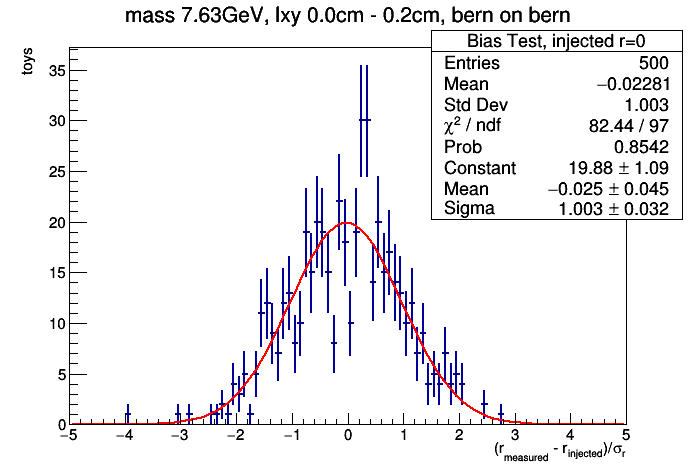 mass 7.63GeV, lxy 0.0cm - 0.2cm, bern on bern
Bias Test, injected r=0
Entries 500
Mean −0.02281
Std Dev 1.003
χ² / ndf 82.44 / 97
Prob 0.8542
Constant 19.88 ± 1.09
Mean −0.025 ± 0.045
Sigma 1.003 ± 0.032
toys
35
30
25
20
15
10
5
0
−5 −4 −3 −2 −1 0 1 2 3 4 5
(r_measured - r_injected)/σ_r